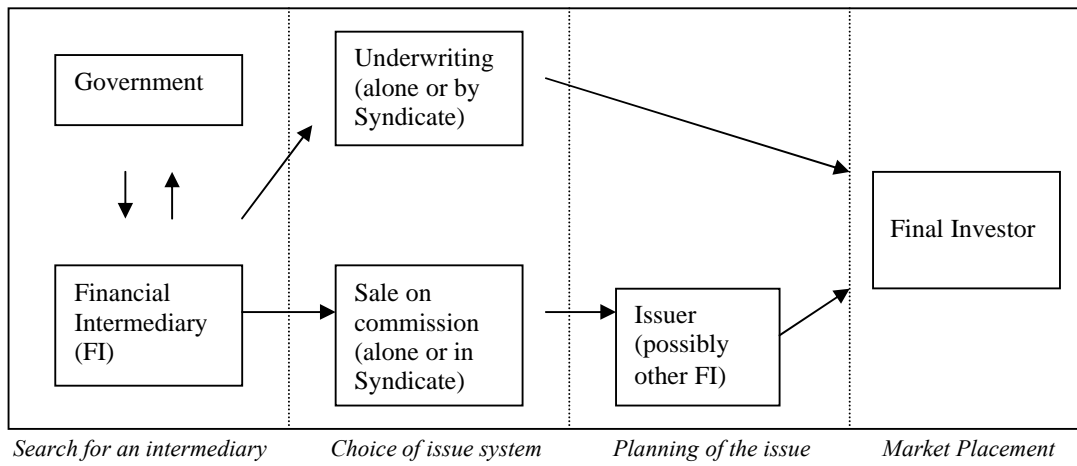 Government
Financial
Intermediary
(FI)
Underwriting
(alone or by
Syndicate)
Sale on
commission
(alone or in
Syndicate)
Issuer
(possibly
other FI)
Final Investor
Search for an intermediary
Choice of issue system
Planning of the issue
Market Placement